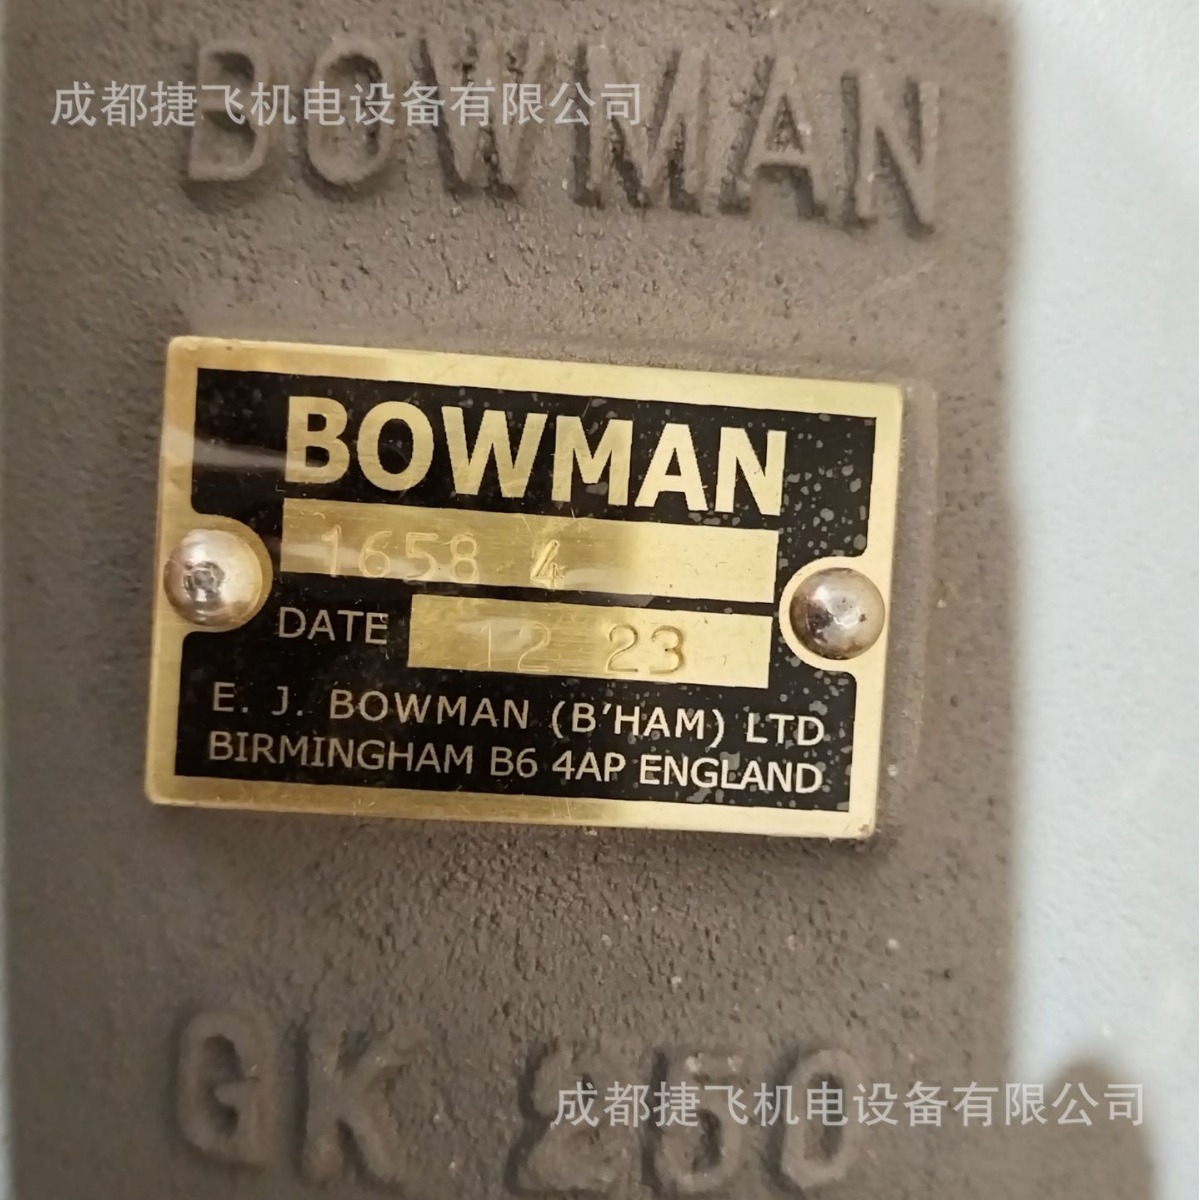 BOWMAN
成都捷飞机电设备有限公司
BOWMAN
1658 4
DATE 12 23
E. J. BOWMAN (B'HAM) LTD
BIRMINGHAM B6 4AP ENGLAND
GK 250
成都捷飞机电设备有限公司